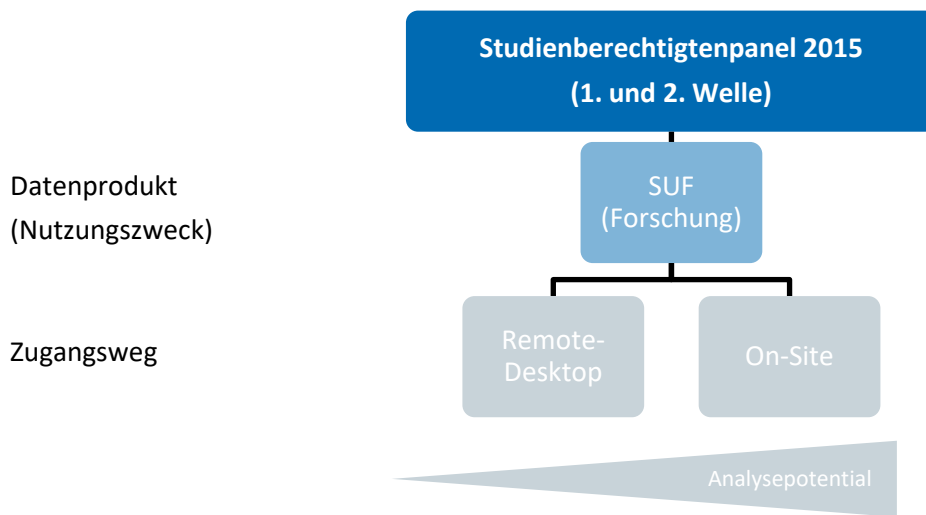 Studienberechtigtenpanel 2015
(1. und 2. Welle)
Datenprodukt
(Nutzungszweck)
SUF
(Forschung)
Zugangsweg
Remote-
Desktop
On-Site
Analysepotential